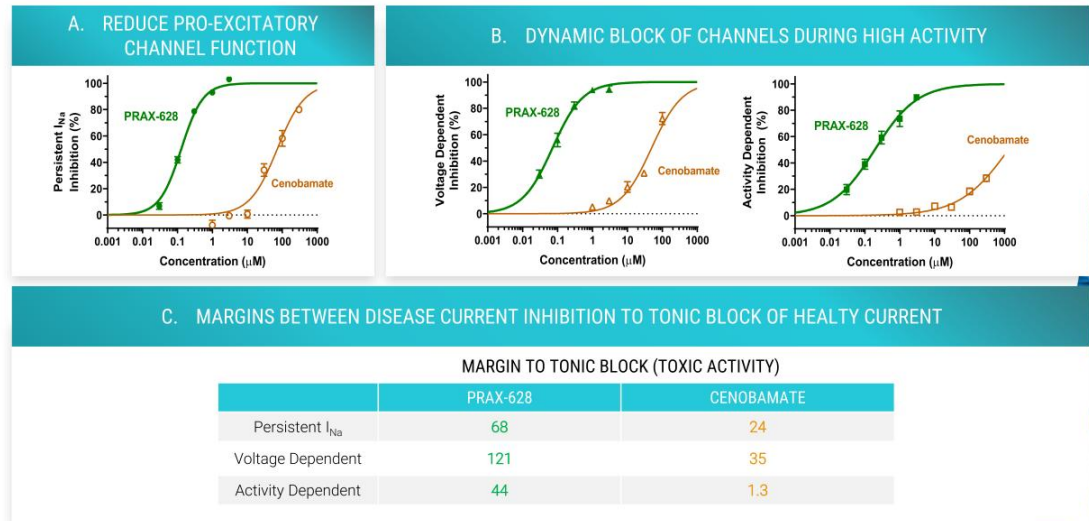 A. REDUCE PRO-EXCITATORY
CHANNEL FUNCTION
B. DYNAMIC BLOCK OF CHANNELS DURING HIGH ACTIVITY
Persistent I_Na
Inhibition (%)
100
80
60
40
20
0
PRAX-628
Cenobamate
0.001 0.01 0.1 1 10 100 1000
Concentration (μM)
Voltage Dependent
Inhibition (%)
100
80
60
40
20
0
PRAX-628
Cenobamate
0.001 0.01 0.1 1 10 100 1000
Concentration (μM)
Activity Dependent
Inhibition (%)
100
80
60
40
20
0
PRAX-628
Cenobamate
0.001 0.01 0.1 1 10 100 1000
Concentration (μM)
C. MARGINS BETWEEN DISEASE CURRENT INHIBITION TO TONIC BLOCK OF HEALTY CURRENT
MARGIN TO TONIC BLOCK (TOXIC ACTIVITY)
PRAX-628 CENOBAMATE
Persistent I_Na 68 24
Voltage Dependent 121 35
Activity Dependent 44 1.3